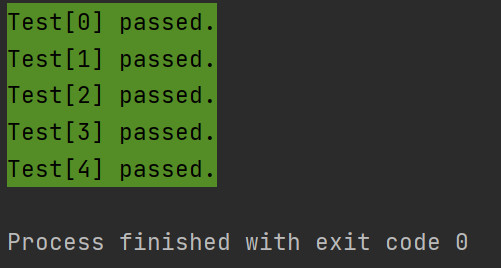 Test[0] passed.
Test[1] passed.
Test[2] passed.
Test[3] passed.
Test[4] passed.
Process finished with exit code 0